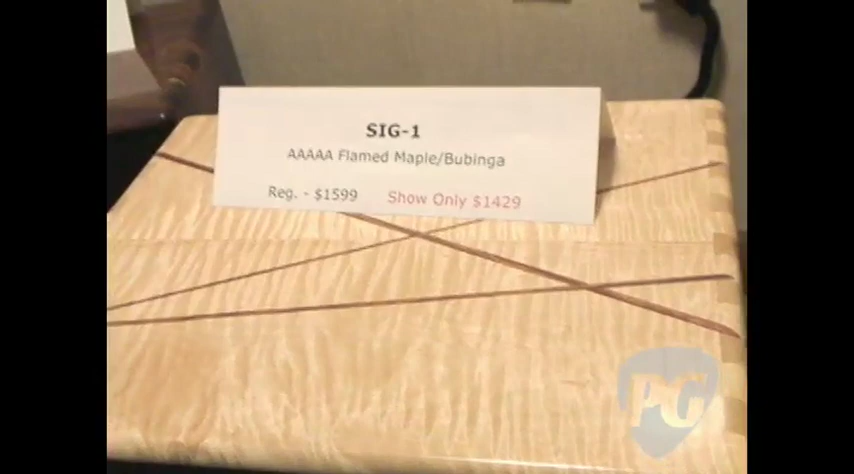 SIG-1
AAAAA Flamed Maple/Bubinga
Reg. - $1599 Show Only $1429
PG